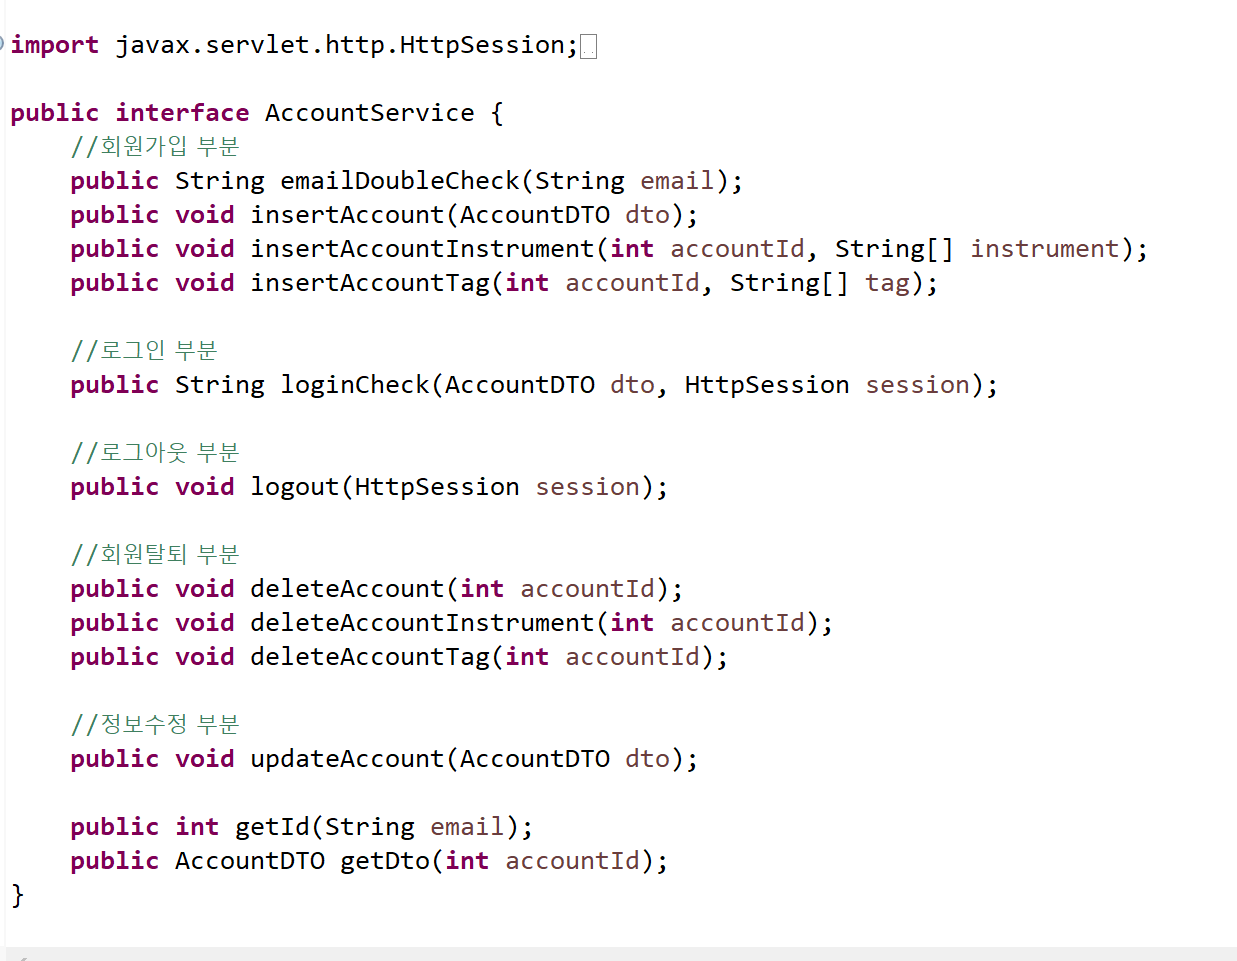 import javax.servlet.http.HttpSession;
public interface AccountService {
//회원가입 부분
public String emailDoubleCheck(String email);
public void insertAccount(AccountDTO dto);
public void insertAccountInstrument(int accountId, String[] instrument);
public void insertAccountTag(int accountId, String[] tag);
//로그인 부분
public String loginCheck(AccountDTO dto, HttpSession session);
//로그아웃 부분
public void logout(HttpSession session);
//회원탈퇴 부분
public void deleteAccount(int accountId);
public void deleteAccountInstrument(int accountId);
public void deleteAccountTag(int accountId);
//정보수정 부분
public void updateAccount(AccountDTO dto);
public int getId(String email);
public AccountDTO getDto(int accountId);
}